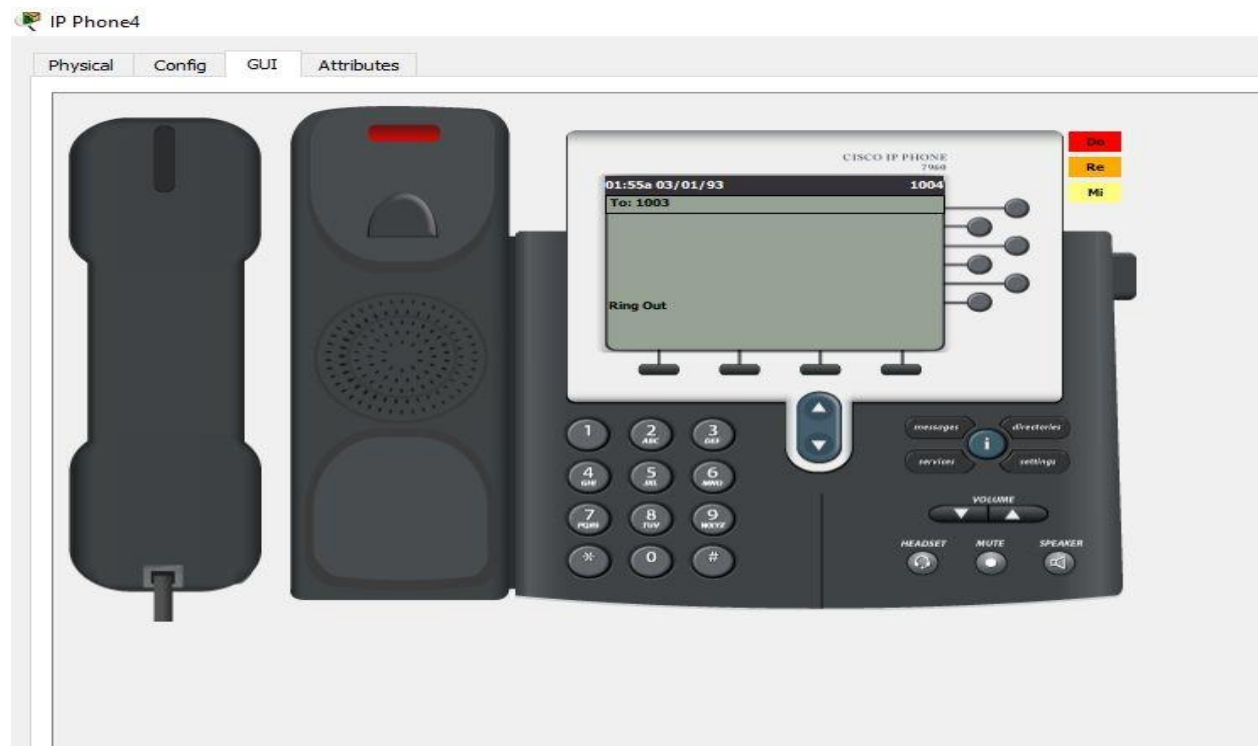 IP Phone4
Physical Config GUI Attributes
CISCO IP PHONE
7960
01:55a 03/01/93 1004
To: 1003
Ring Out
Do
Re
Mi
1 2 ABC 3 DEF
4 GHI 5 JKL 6 MNO
7 PQRS 8 TUV 9 WXYZ
* 0 #
messages directories
i
services settings
VOLUME
HEADSET MUTE SPEAKER